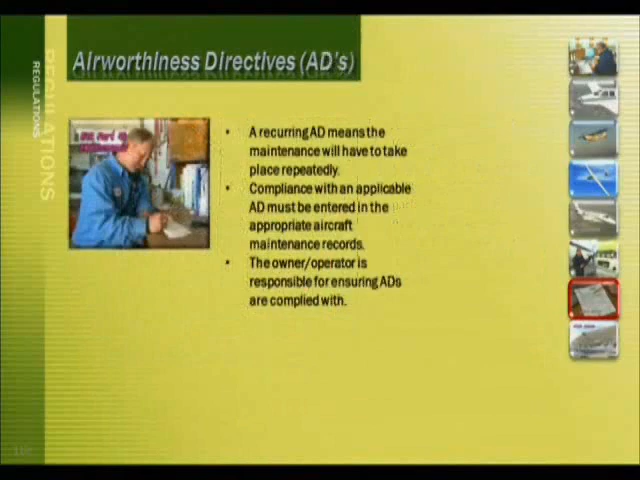 Airworthiness Directives (AD's)
REGULATIONS
REGULATIONS
• A recurring AD means the
maintenance will have to take
place repeatedly.
• Compliance with an applicable
AD must be entered in the
appropriate aircraft
maintenance records.
• The owner/operator is
responsible for ensuring ADs
are complied with.